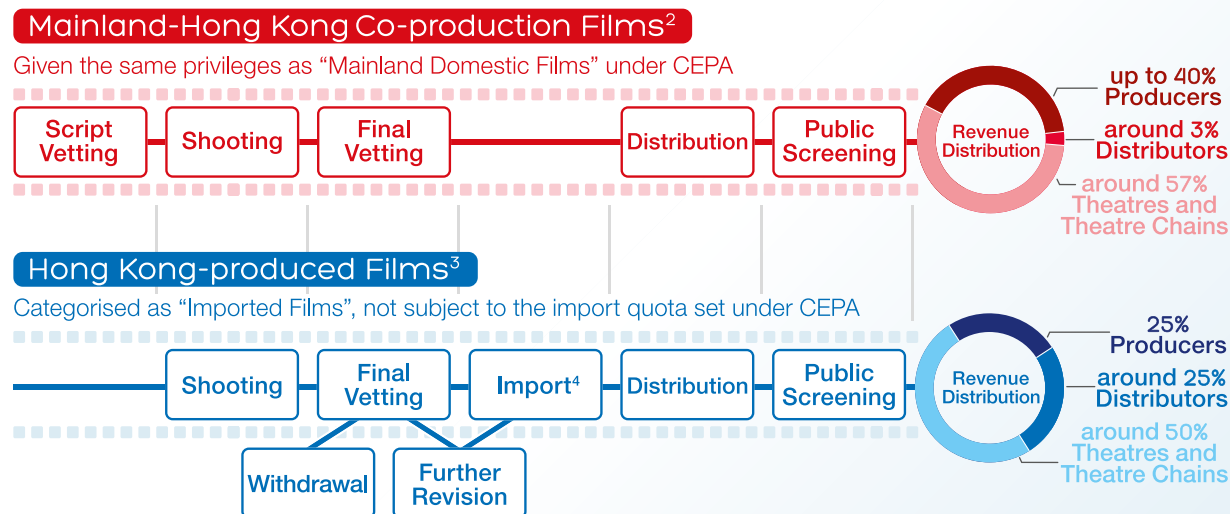 Mainland-Hong Kong Co-production Films²
Given the same privileges as “Mainland Domestic Films” under CEPA
Script
Vetting
Shooting
Final
Vetting
Distribution
Public
Screening
Revenue
Distribution
up to 40%
Producers
around 3%
Distributors
around 57%
Theatres and
Theatre Chains
Hong Kong-produced Films³
Categorised as “Imported Films”, not subject to the import quota set under CEPA
Shooting
Final
Vetting
Import⁴
Distribution
Public
Screening
Withdrawal
Further
Revision
Revenue
Distribution
25%
Producers
around 25%
Distributors
around 50%
Theatres and
Theatre Chains